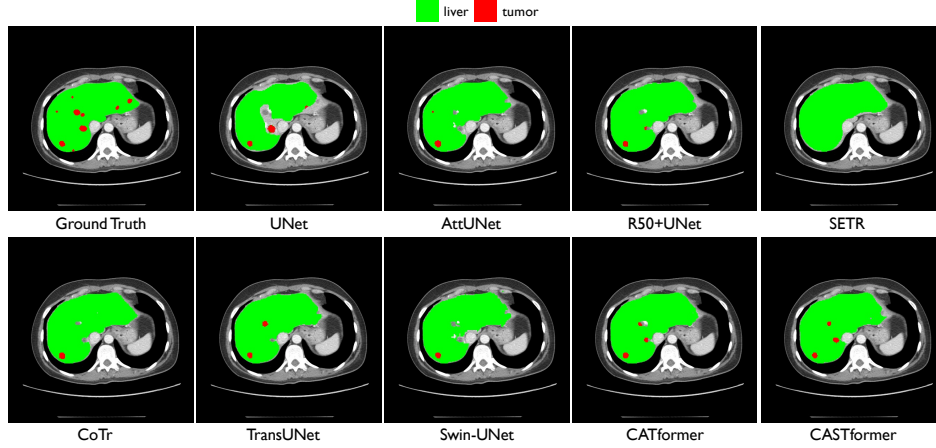 liver tumor
Ground Truth UNet AttUNet R50+UNet SETR
CoTr TransUNet Swin-UNet CATformer CASTformer